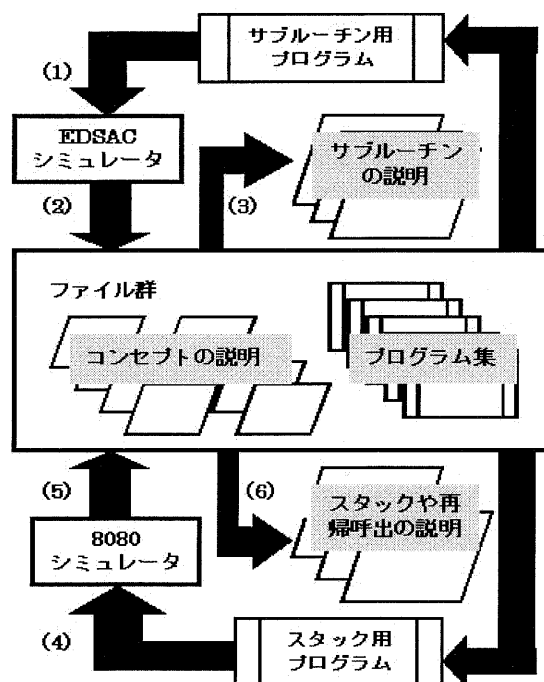 サブルーチン用
プログラム
(1)
EDSAC
シミュレータ
サブルーチン
の説明
(2)
(3)
ファイル群
コンセプトの説明
プログラム集
(5)
(6)
スタックや再
帰呼出の説明
8080
シミュレータ
(4)
スタック用
プログラム